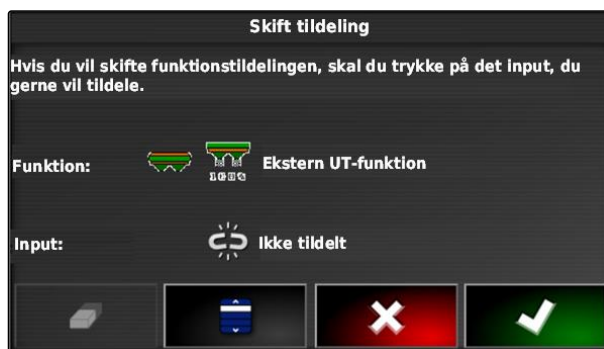 Skift tildeling
Hvis du vil skifte funktionstildelingen, skal du trykke på det input, du
gerne vil tildele.
Funktion: Ekstern UT-funktion
Input: Ikke tildelt